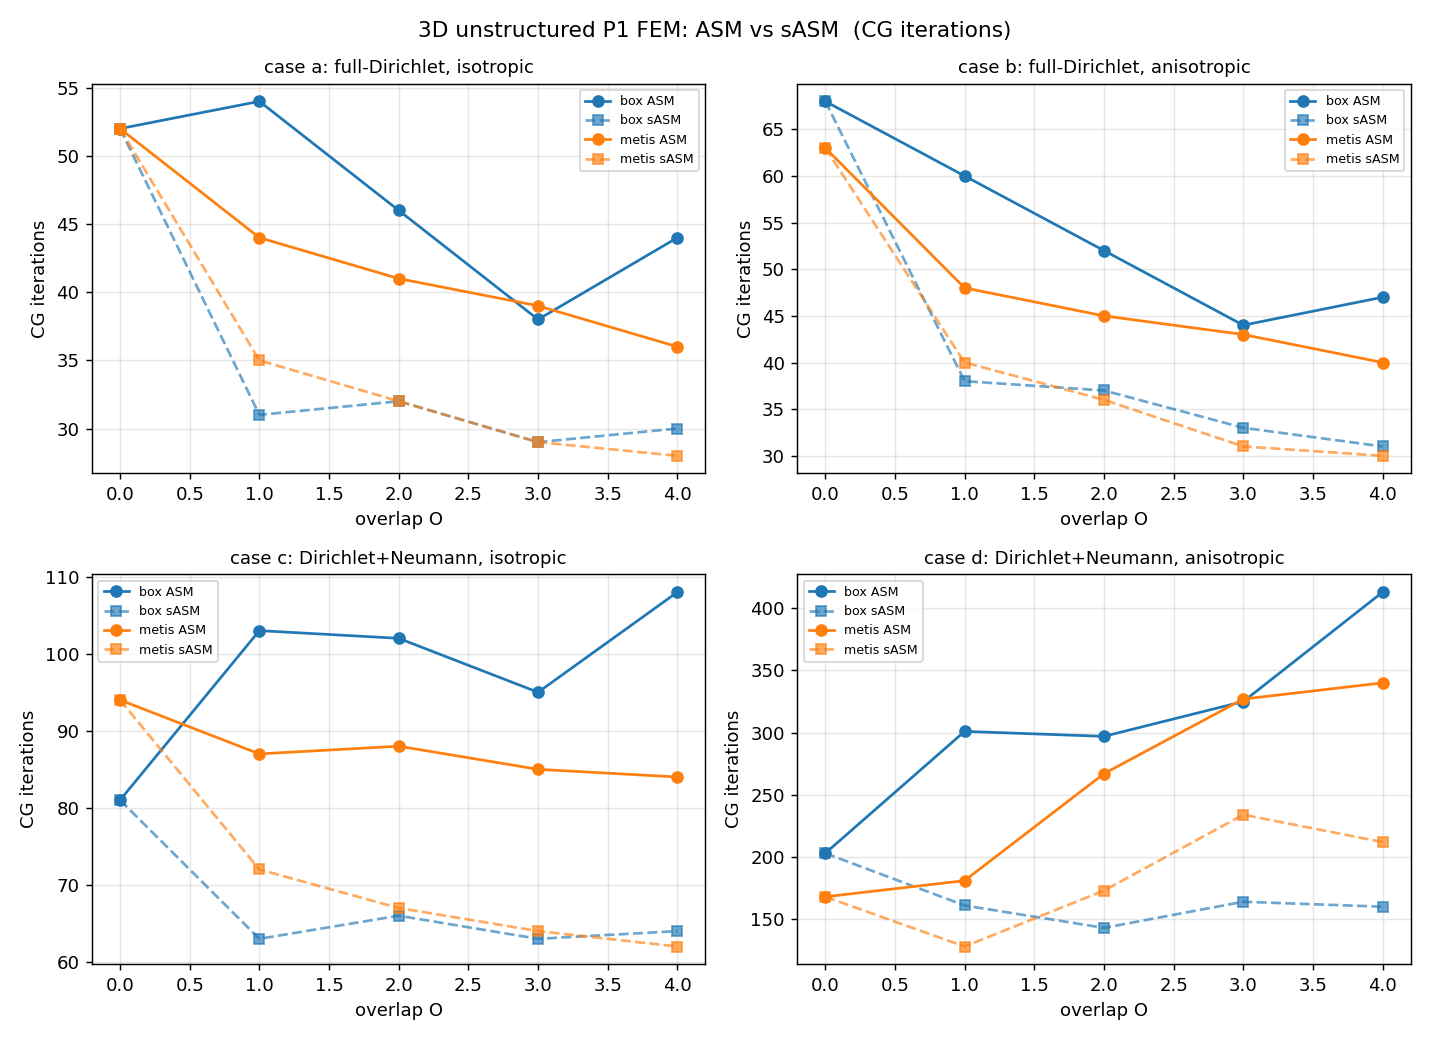 3D unstructured P1 FEM: ASM vs sASM (CG iterations)
case a: full-Dirichlet, isotropic
55
50
45
40
35
30
CG iterations
0.0 0.5 1.0 1.5 2.0 2.5 3.0 3.5 4.0
overlap O
box ASM
box sASM
metis ASM
metis sASM
case b: full-Dirichlet, anisotropic
65
60
55
50
45
40
35
30
CG iterations
0.0 0.5 1.0 1.5 2.0 2.5 3.0 3.5 4.0
overlap O
box ASM
box sASM
metis ASM
metis sASM
case c: Dirichlet+Neumann, isotropic
110
100
90
80
70
60
CG iterations
0.0 0.5 1.0 1.5 2.0 2.5 3.0 3.5 4.0
overlap O
box ASM
box sASM
metis ASM
metis sASM
case d: Dirichlet+Neumann, anisotropic
400
350
300
250
200
150
CG iterations
0.0 0.5 1.0 1.5 2.0 2.5 3.0 3.5 4.0
overlap O
box ASM
box sASM
metis ASM
metis sASM